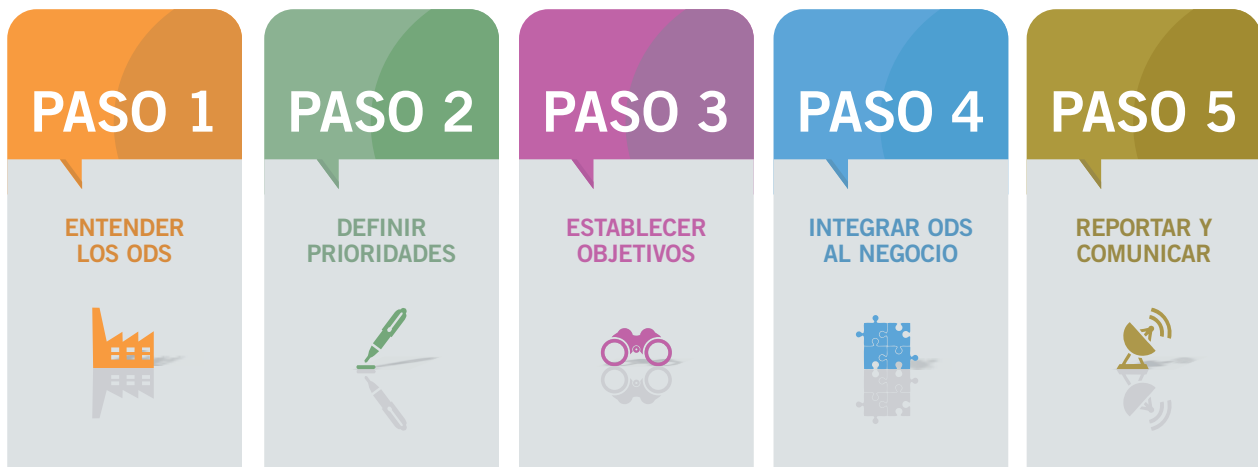 PASO 1
ENTENDER
LOS ODS
PASO 2
DEFINIR
PRIORIDADES
PASO 3
ESTABLECER
OBJETIVOS
PASO 4
INTEGRAR ODS
AL NEGOCIO
PASO 5
REPORTAR Y
COMUNICAR